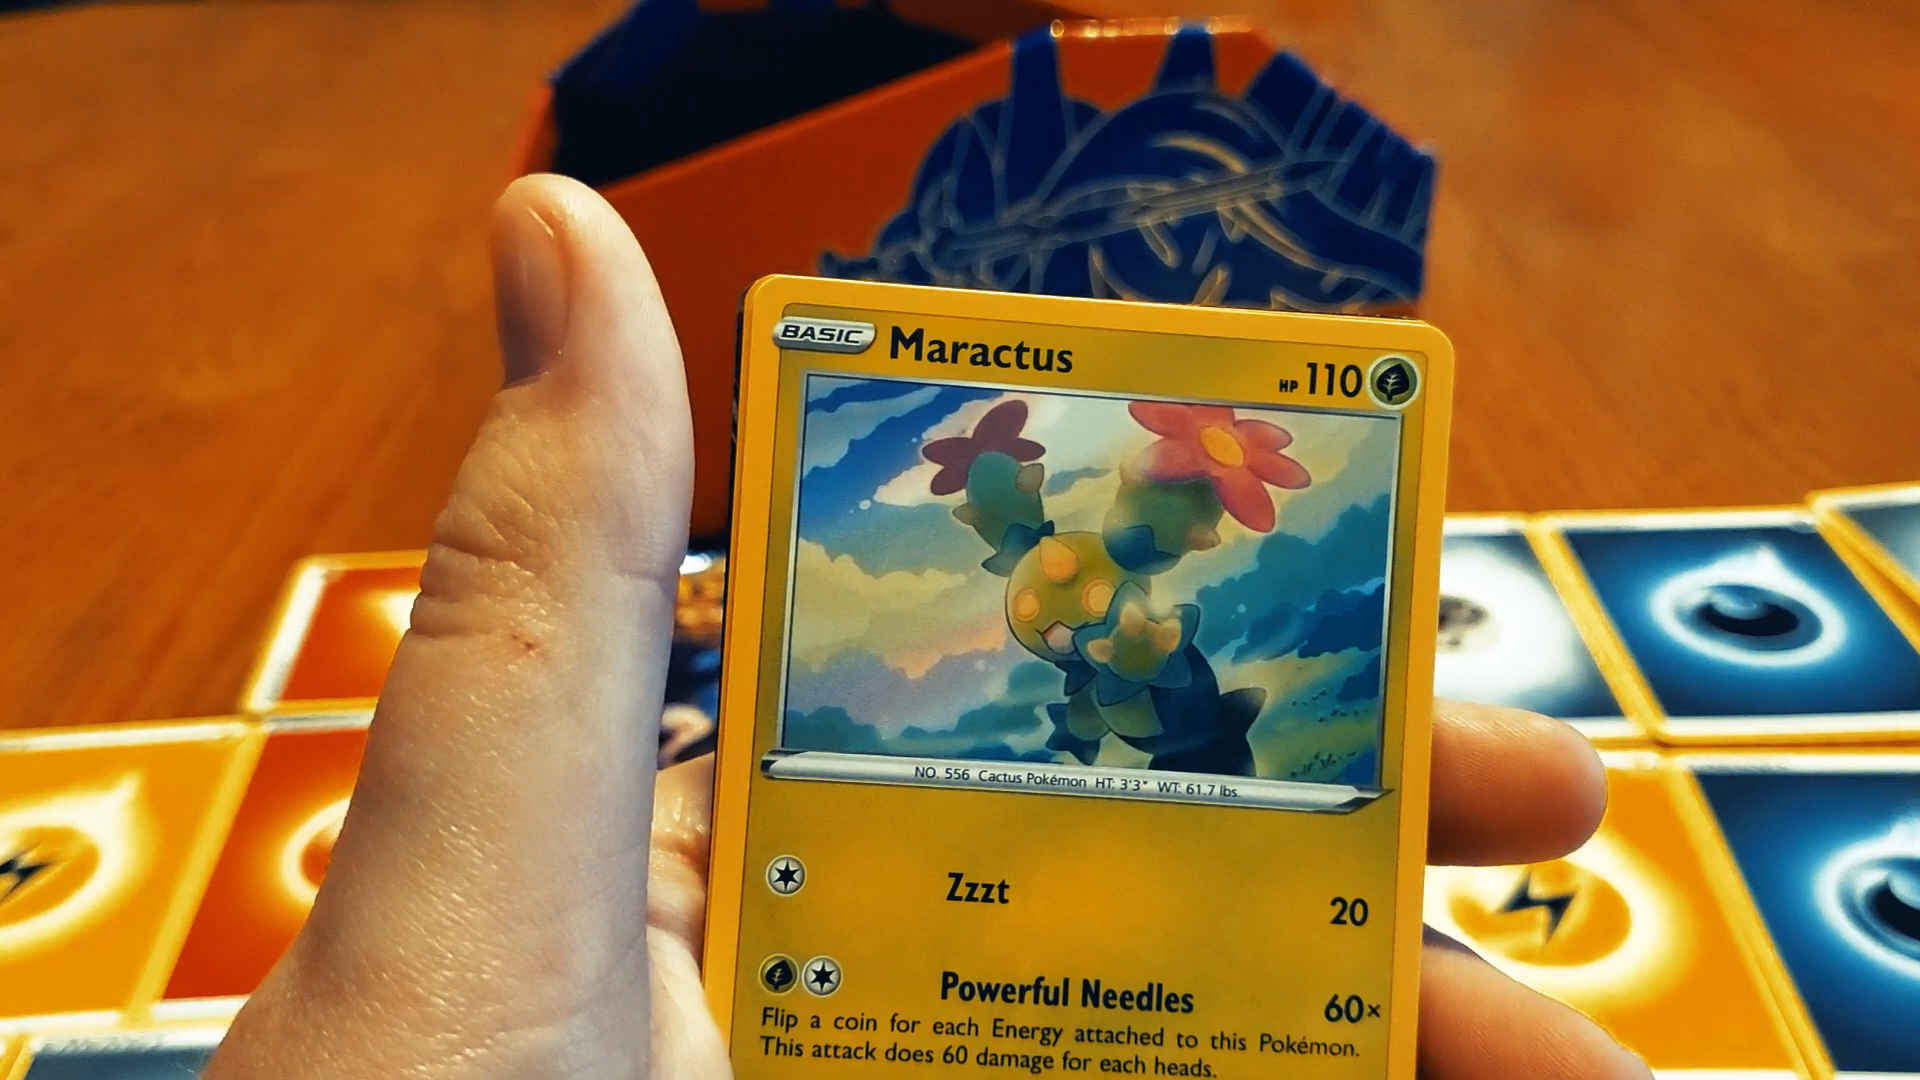 BASIC Maractus HP 110
NO. 556 Cactus Pokémon HT: 3'3" WT: 61.7 lbs.
Zzzt 20
Powerful Needles 60×
Flip a coin for each Energy attached to this Pokémon.
This attack does 60 damage for each heads.